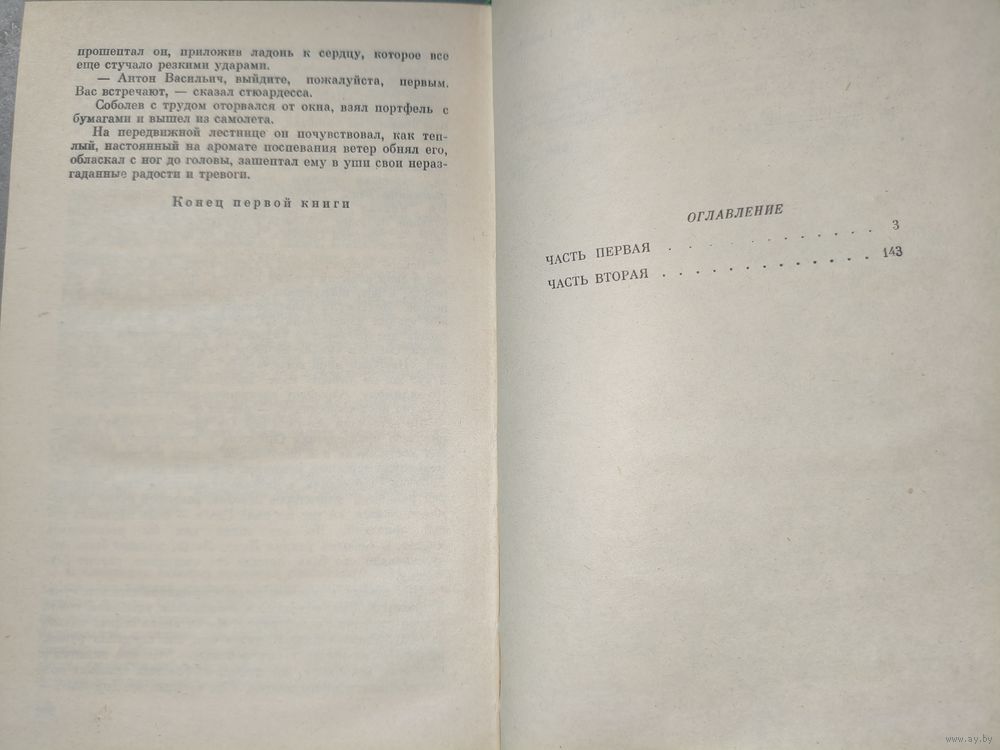 прошептал он, приложив ладонь к сердцу, которое все
еще стучало резкими ударами.
— Антон Васильич, выйдите, пожалуйста, первым.
Вас встречают, — сказал стюардесса.
Соболев с трудом оторвался от окна, взял портфель с
бумагами и вышел из самолета.
На передвижной лестнице он почувствовал, как теп-
лый, настоянный на аромате поспевания ветер обнял его,
обласкал с ног до головы, зашептал ему в уши свои нераз-
гаданные радости и тревоги.
Конец первой книги
ОГЛАВЛЕНИЕ
ЧАСТЬ ПЕРВАЯ . . . . . . . . . . . 3
ЧАСТЬ ВТОРАЯ . . . . . . . . . . . . . 143
www.ay.by